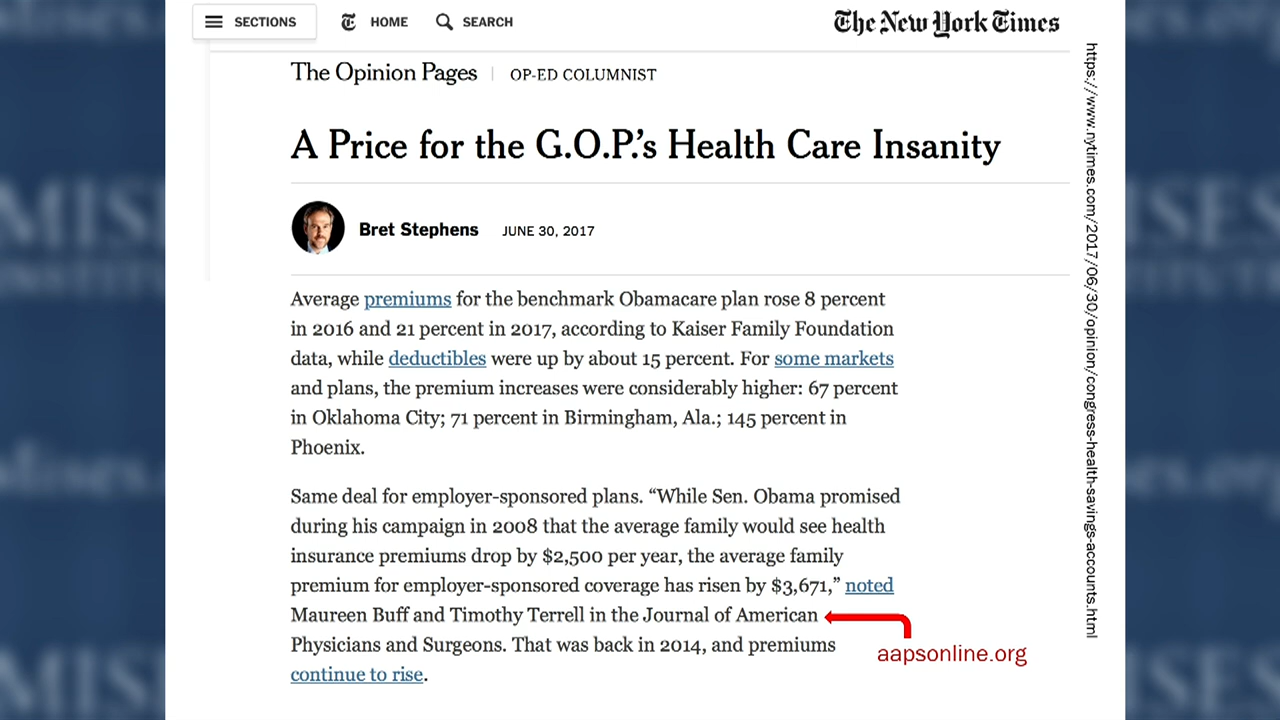 SECTIONS HOME SEARCH The New York Times
The Opinion Pages | OP-ED COLUMNIST
A Price for the G.O.P.'s Health Care Insanity
Bret Stephens JUNE 30, 2017
Average premiums for the benchmark Obamacare plan rose 8 percent
in 2016 and 21 percent in 2017, according to Kaiser Family Foundation
data, while deductibles were up by about 15 percent. For some markets
and plans, the premium increases were considerably higher: 67 percent
in Oklahoma City; 71 percent in Birmingham, Ala.; 145 percent in
Phoenix.
Same deal for employer-sponsored plans. “While Sen. Obama promised
during his campaign in 2008 that the average family would see health
insurance premiums drop by $2,500 per year, the average family
premium for employer-sponsored coverage has risen by $3,671,” noted
Maureen Buff and Timothy Terrell in the Journal of American
Physicians and Surgeons. That was back in 2014, and premiums
continue to rise.
aapsonline.org
https://www.nytimes.com/2017/06/30/opinion/congress-health-savings-accounts.html